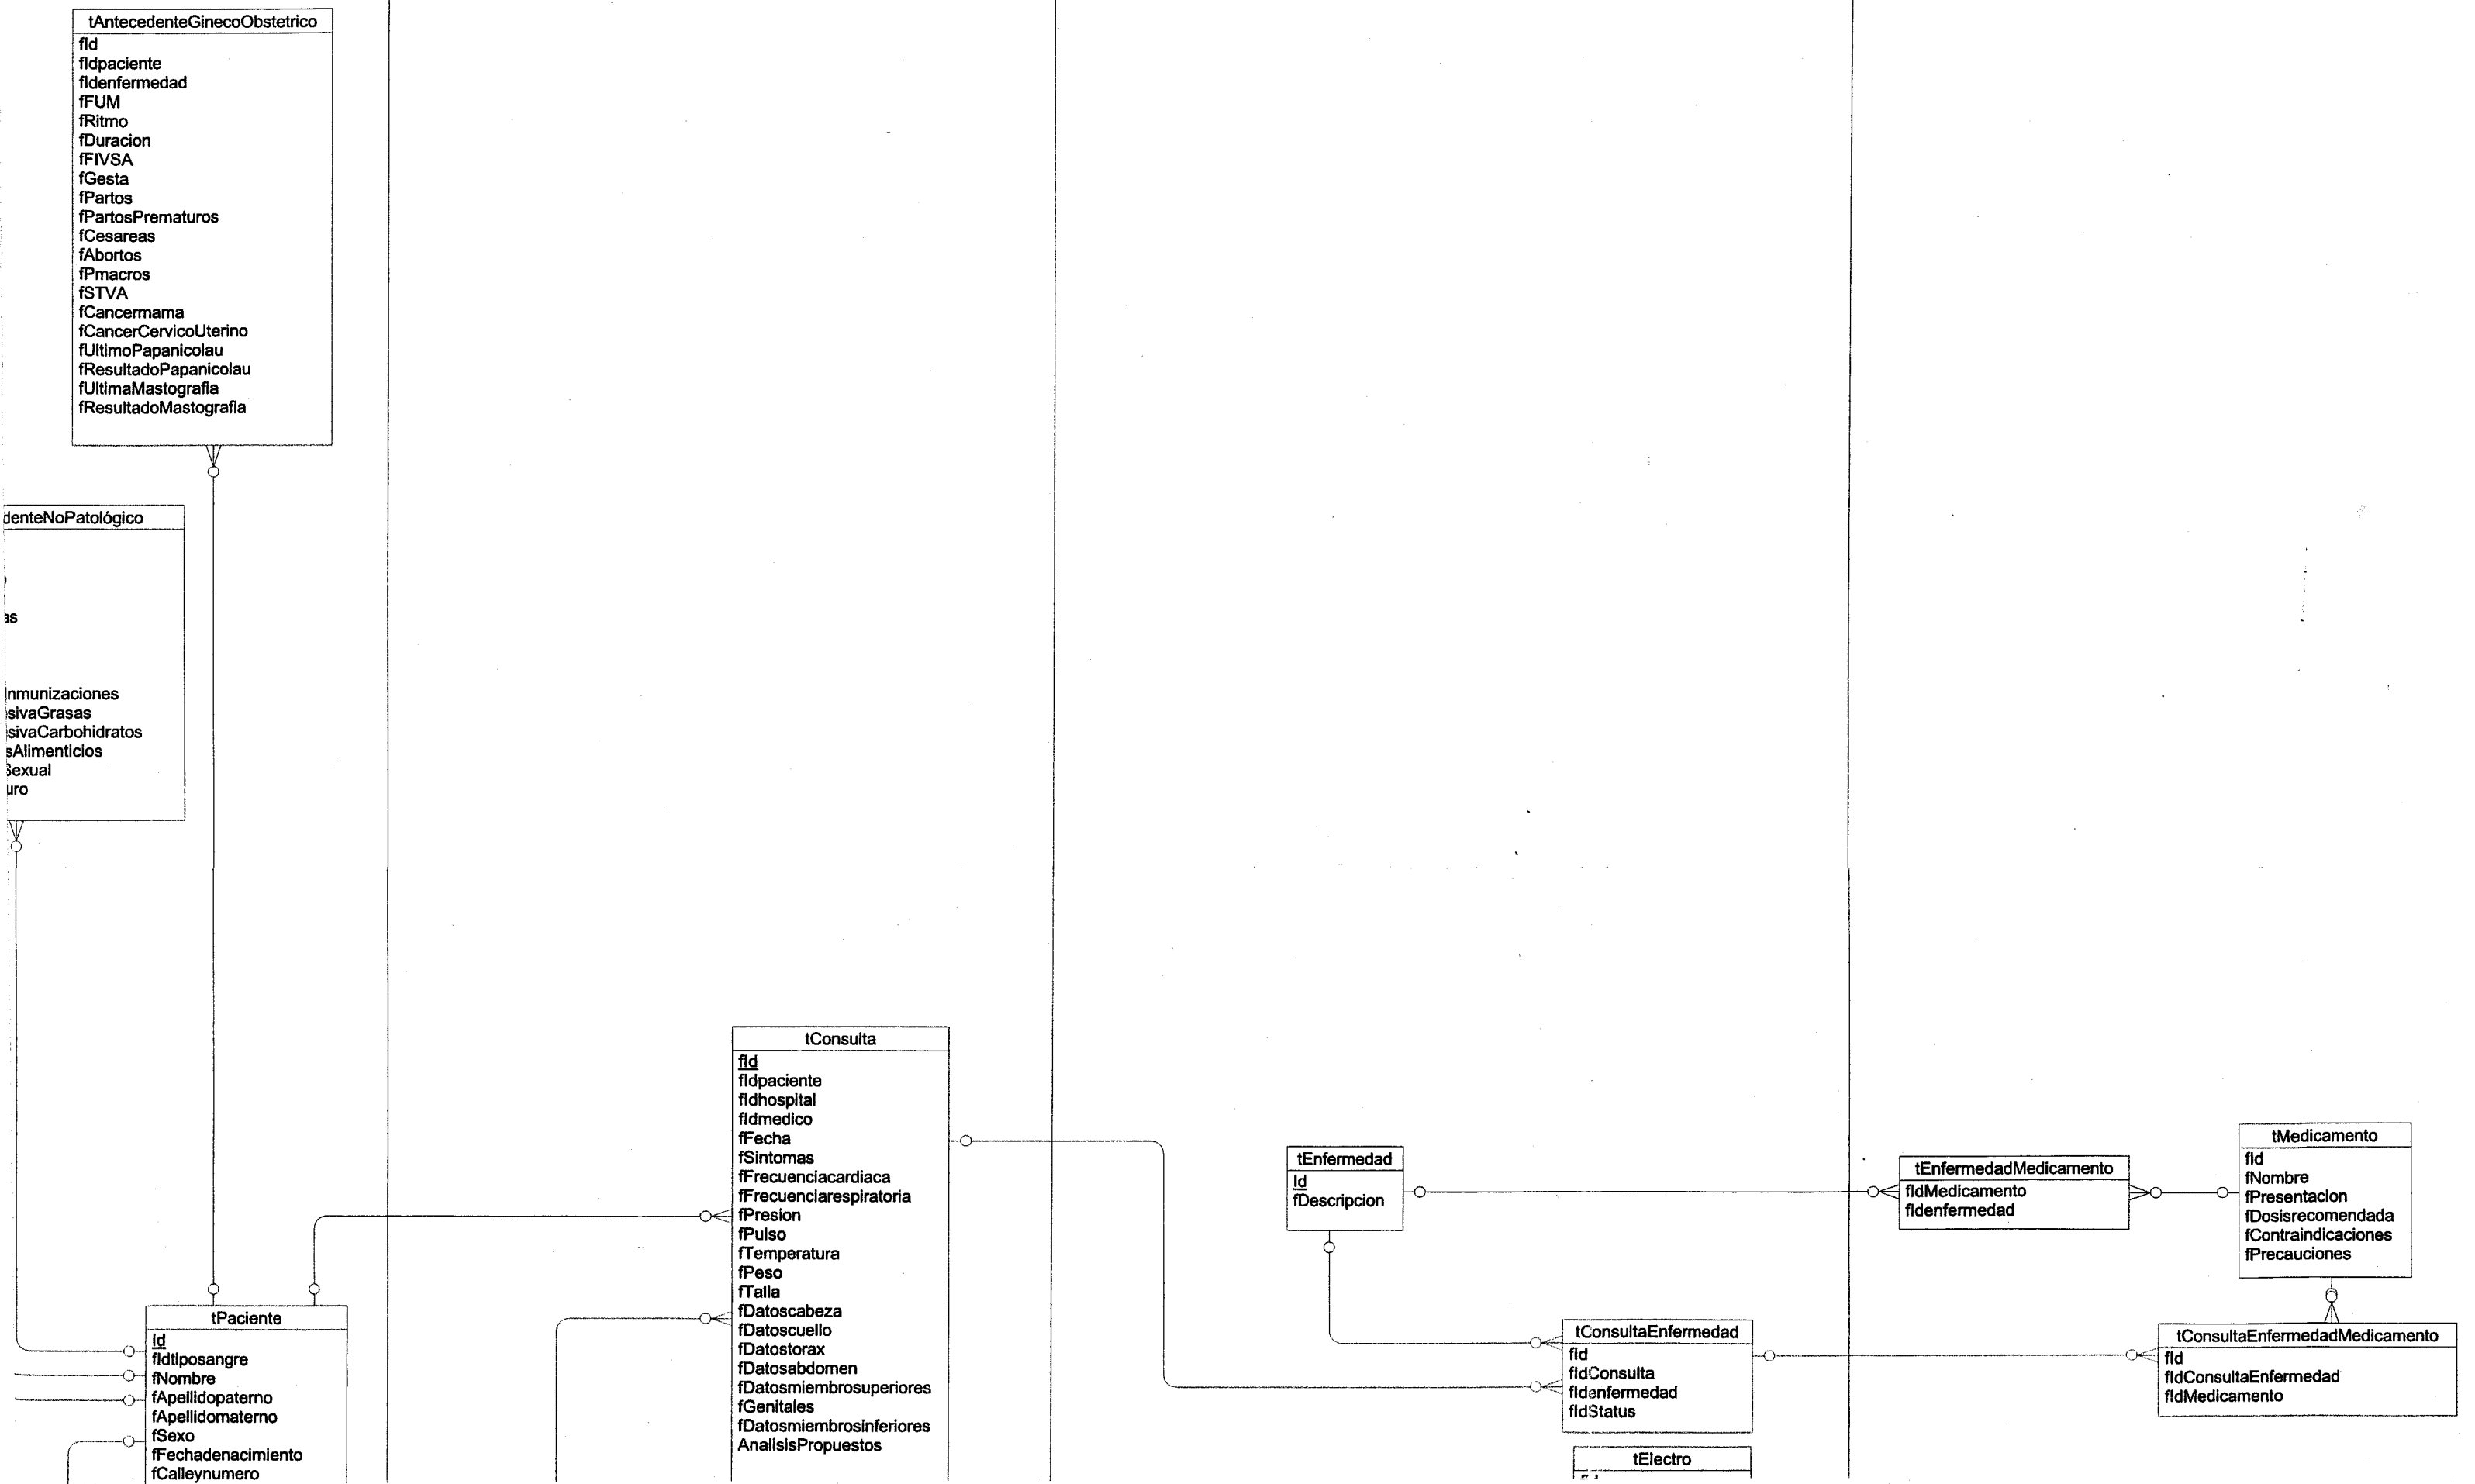 tAntecedenteGinecoObstetrico
fId
fIdpaciente
fIdenfermedad
fFUM
fRitmo
fDuracion
fFIVSA
fGesta
fPartos
fPartosPrematuros
fCesareas
fAbortos
fPmacros
fSTVA
fCancermama
fCancerCervicoUterino
fUltimoPapanicolau
fResultadoPapanicolau
fUltimaMastografia
fResultadoMastografia
denteNoPatológico
as
Inmunizaciones
sivaGrasas
sivaCarbohidratos
sAlimenticios
Sexual
uro
tPaciente
Id
fIdtiposangre
fNombre
fApellidopaterno
fApellidomaterno
fSexo
fFechadenacimiento
fCalleynumero
tConsulta
fId
fIdpaciente
fIdhospital
fIdmedico
fFecha
fSintomas
fFrecuenciacardiaca
fFrecuenciarespiratoria
fPresion
fPulso
fTemperatura
fPeso
fTalla
fDatoscabeza
fDatoscuello
fDatostorax
fDatosabdomen
fDatosmiembrosuperiores
fGenitales
fDatosmiembrosinferiores
AnalisisPropuestos
tEnfermedad
Id
fDescripcion
tConsultaEnfermedad
fId
fIdConsulta
fIdenfermedad
fIdStatus
tElectro
tEnfermedadMedicamento
fIdMedicamento
fIdenfermedad
tMedicamento
fId
fNombre
fPresentacion
fDosisrecomendada
fContraindicaciones
fPrecauciones
tConsultaEnfermedadMedicamento
fId
fIdConsultaEnfermedad
fIdMedicamento